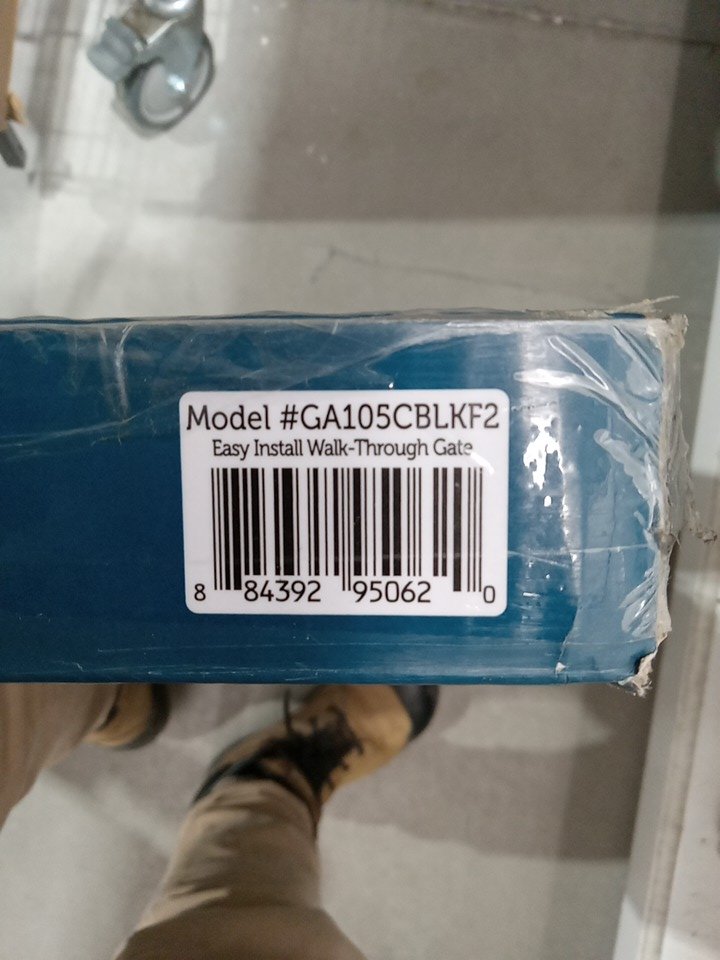 Model #GA105CBLKF2
Easy Install Walk-Through Gate
8 84392 95062 0